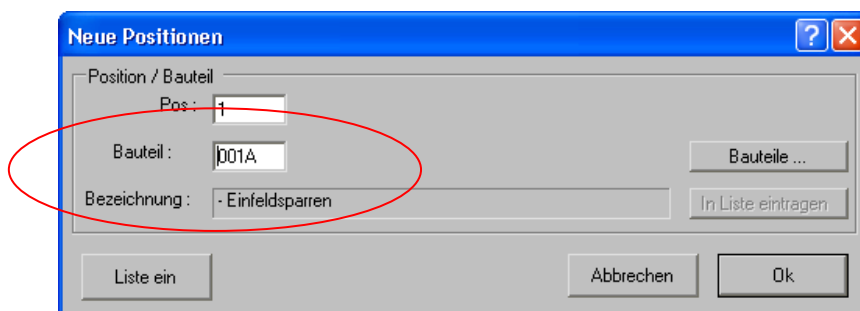 Neue Positionen
Position / Bauteil
Pos : 1
Bauteil : 001A Bauteile ...
Bezeichnung : - Einfeldsparren In Liste eintragen
Liste ein Abbrechen Ok